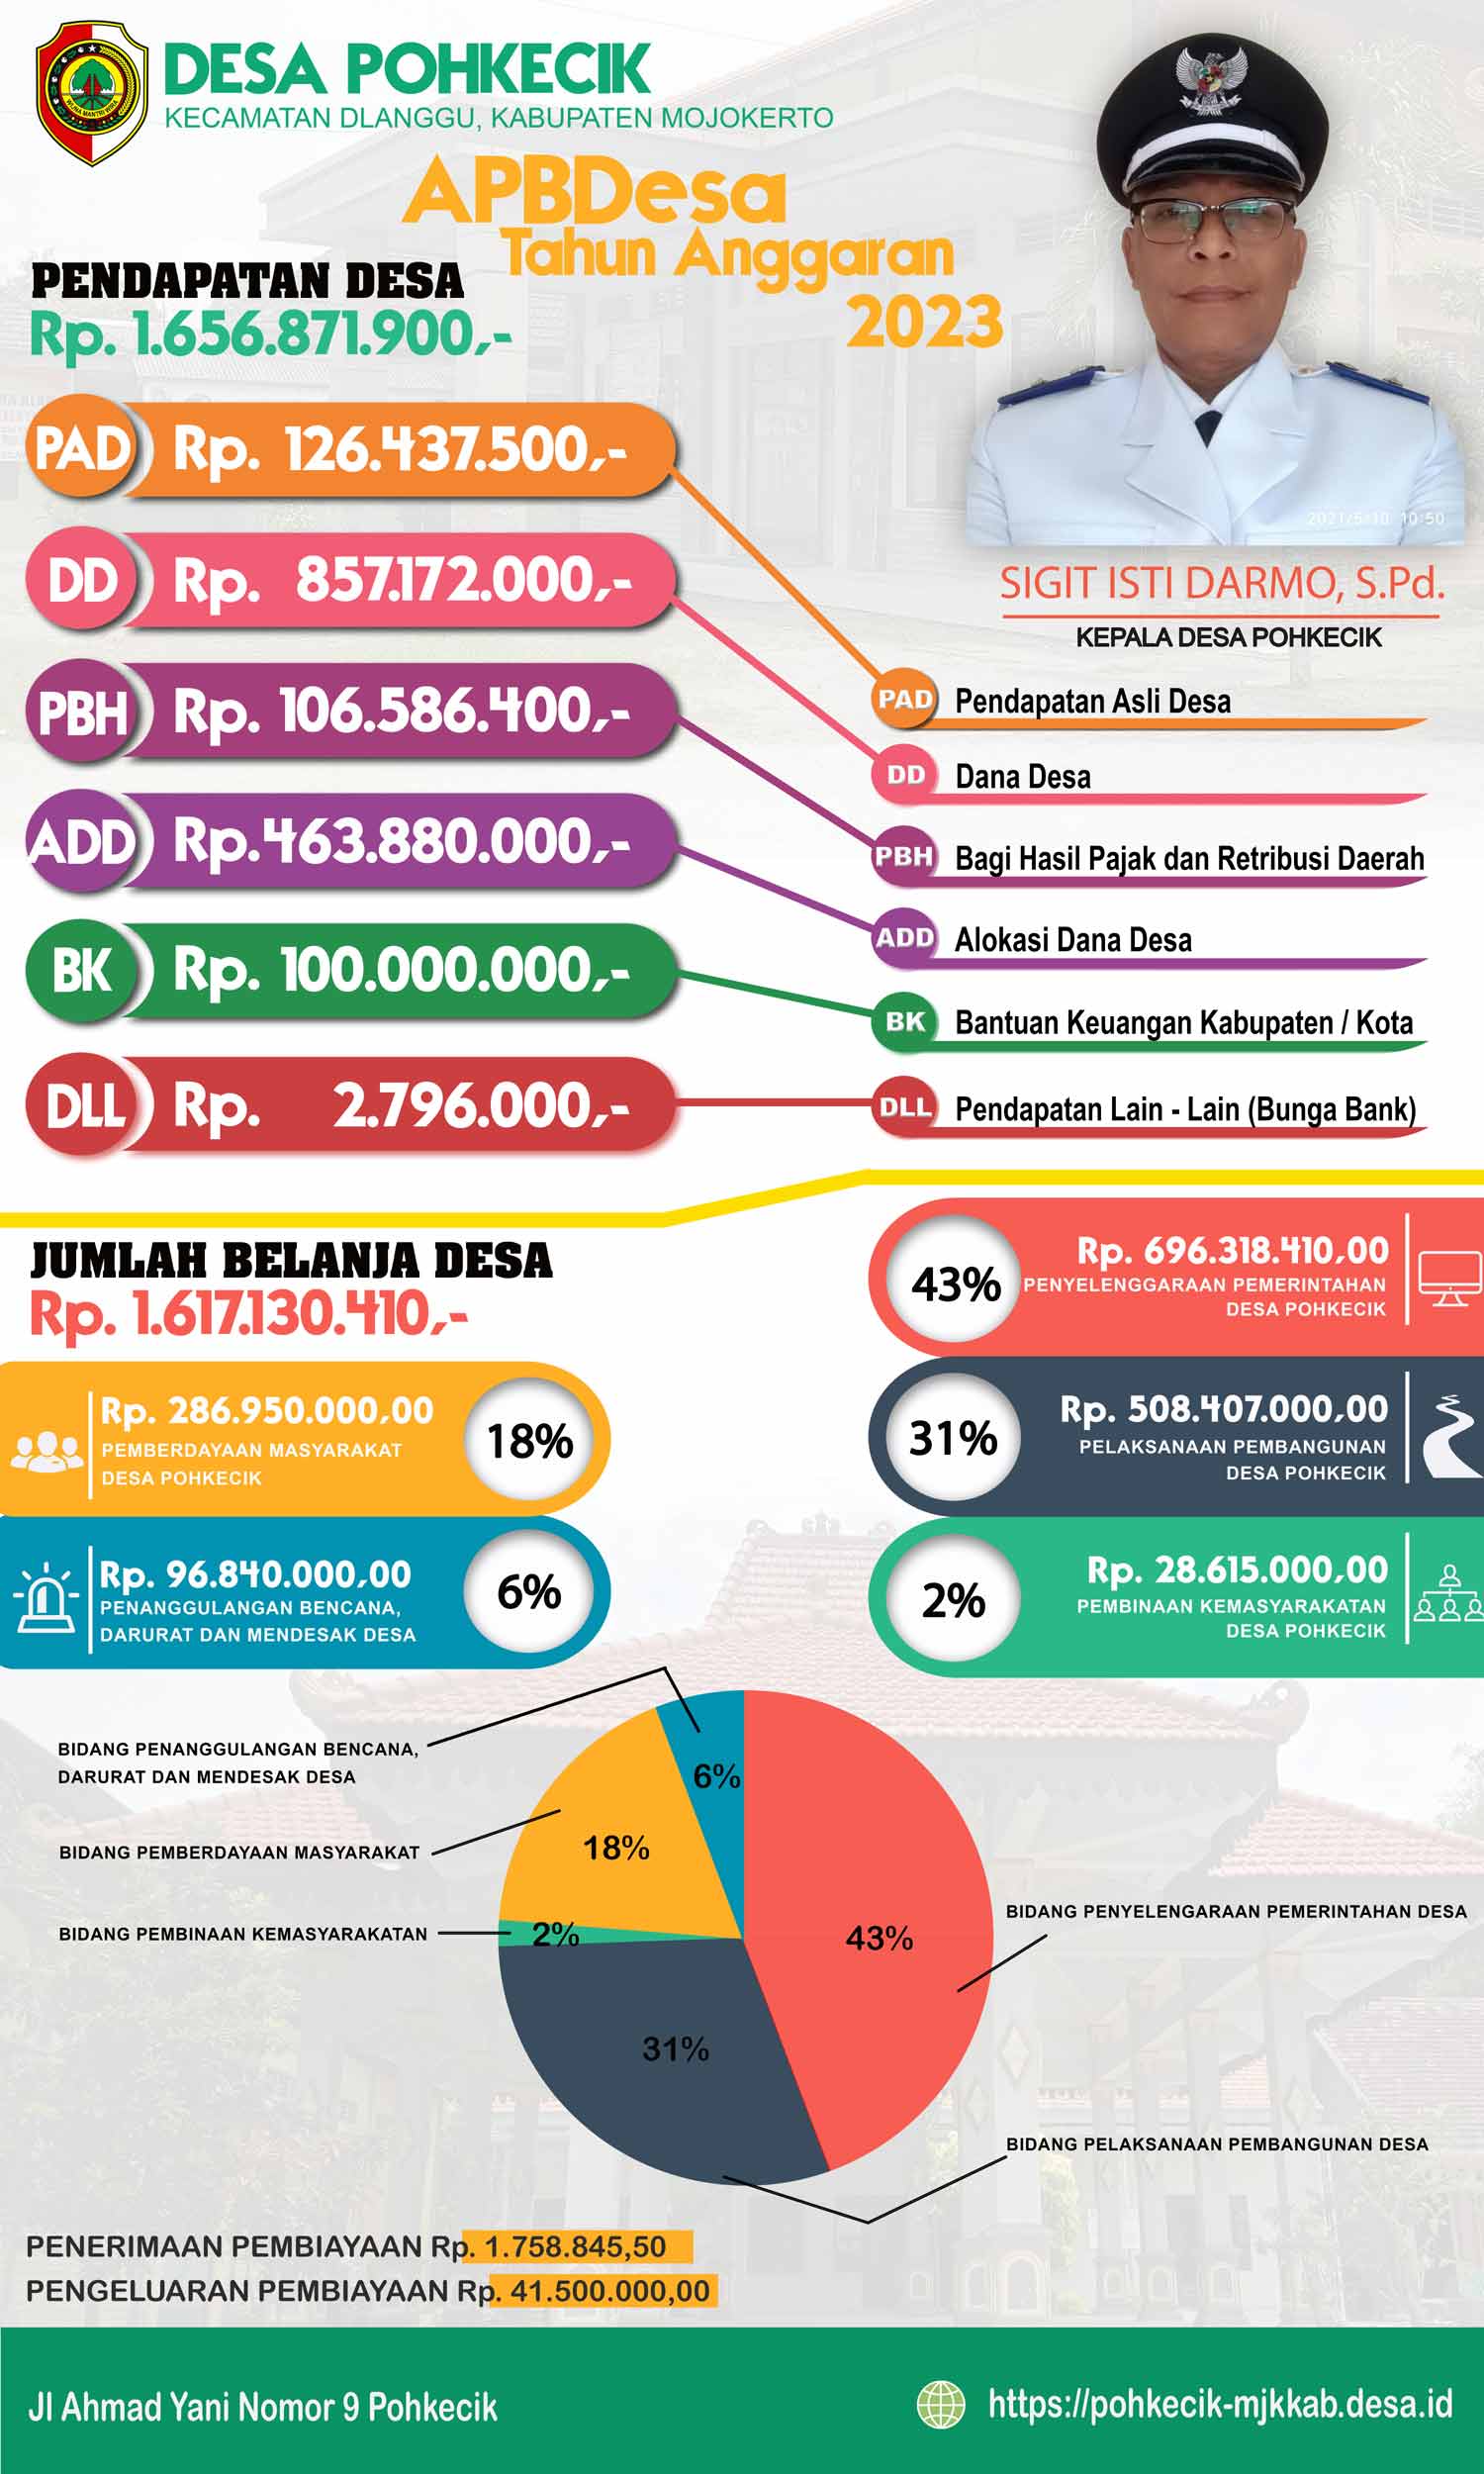 DESA POHKECIK
KECAMATAN DLANGGU, KABUPATEN MOJOKERTO
APBDesa
Tahun Anggaran
2023
PENDAPATAN DESA
Rp. 1.656.871.900,-
PAD Rp. 126.437.500,-
DD Rp. 857.172.000,-
PBH Rp. 106.586.400,-
ADD Rp.463.880.000,-
BK Rp. 100.000.000,-
DLL Rp. 2.796.000,-
2021/5/10 10:50
SIGIT ISTI DARMO, S.Pd.
KEPALA DESA POHKECIK
PAD Pendapatan Asli Desa
DD Dana Desa
PBH Bagi Hasil Pajak dan Retribusi Daerah
ADD Alokasi Dana Desa
BK Bantuan Keuangan Kabupaten / Kota
DLL Pendapatan Lain - Lain (Bunga Bank)
JUMLAH BELANJA DESA
Rp. 1.617.130.410,-
43%
Rp. 696.318.410,00
PENYELENGGARAAN PEMERINTAHAN
DESA POHKECIK
Rp. 286.950.000,00
PEMBERDAYAAN MASYARAKAT
DESA POHKECIK
18%
31%
Rp. 508.407.000,00
PELAKSANAAN PEMBANGUNAN
DESA POHKECIK
Rp. 96.840.000,00
PENANGGULANGAN BENCANA,
DARURAT DAN MENDESAK DESA
6%
2%
Rp. 28.615.000,00
PEMBINAAN KEMASYARAKATAN
DESA POHKECIK
BIDANG PENANGGULANGAN BENCANA,
DARURAT DAN MENDESAK DESA
6%
BIDANG PEMBERDAYAAN MASYARAKAT
18%
BIDANG PEMBINAAN KEMASYARAKATAN
2%
43%
BIDANG PENYELENGARAAN PEMERINTAHAN DESA
31%
BIDANG PELAKSANAAN PEMBANGUNAN DESA
PENERIMAAN PEMBIAYAAN Rp. 1.758.845,50
PENGELUARAN PEMBIAYAAN Rp. 41.500.000,00
Jl Ahmad Yani Nomor 9 Pohkecik
https://pohkecik-mjkkab.desa.id